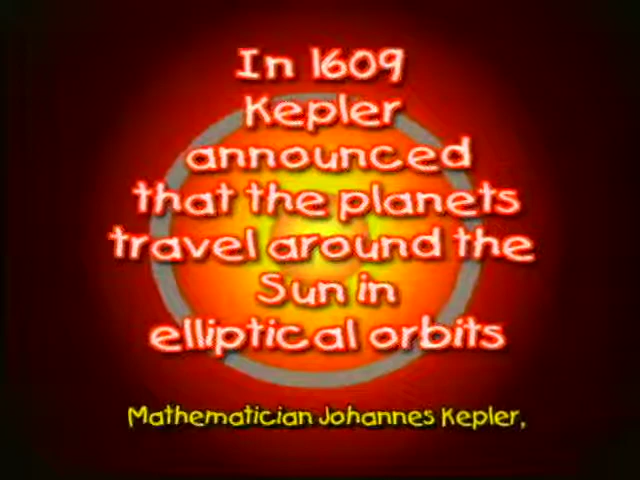 In 1609
Kepler
announced
that the planets
travel around the
Sun in
elliptical orbits
Mathematician Johannes Kepler,